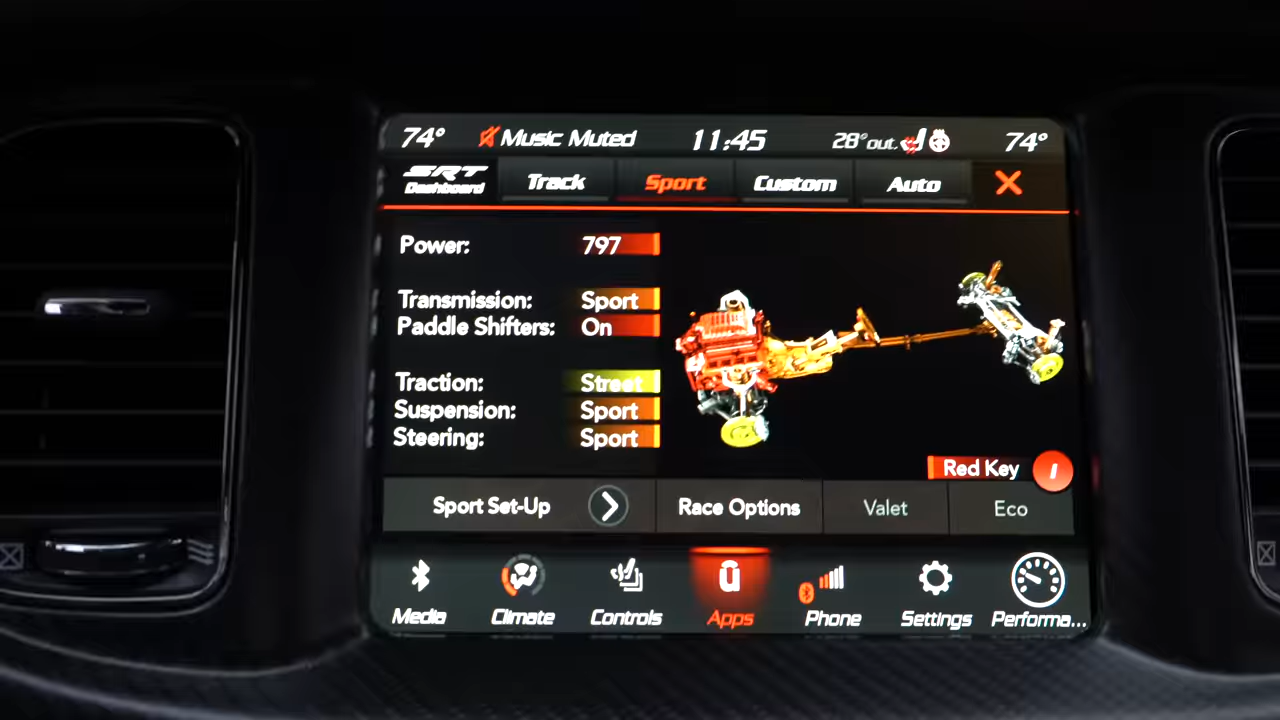 74° Music Muted 11:45 28°out. 74°
SRT Dashboard Track Sport Custom Auto X
Power: 797
Transmission: Sport
Paddle Shifters: On
Traction: Street
Suspension: Sport
Steering: Sport
Red Key
Sport Set-Up Race Options Valet Eco
Media Climate Controls Apps Phone Settings Performa...